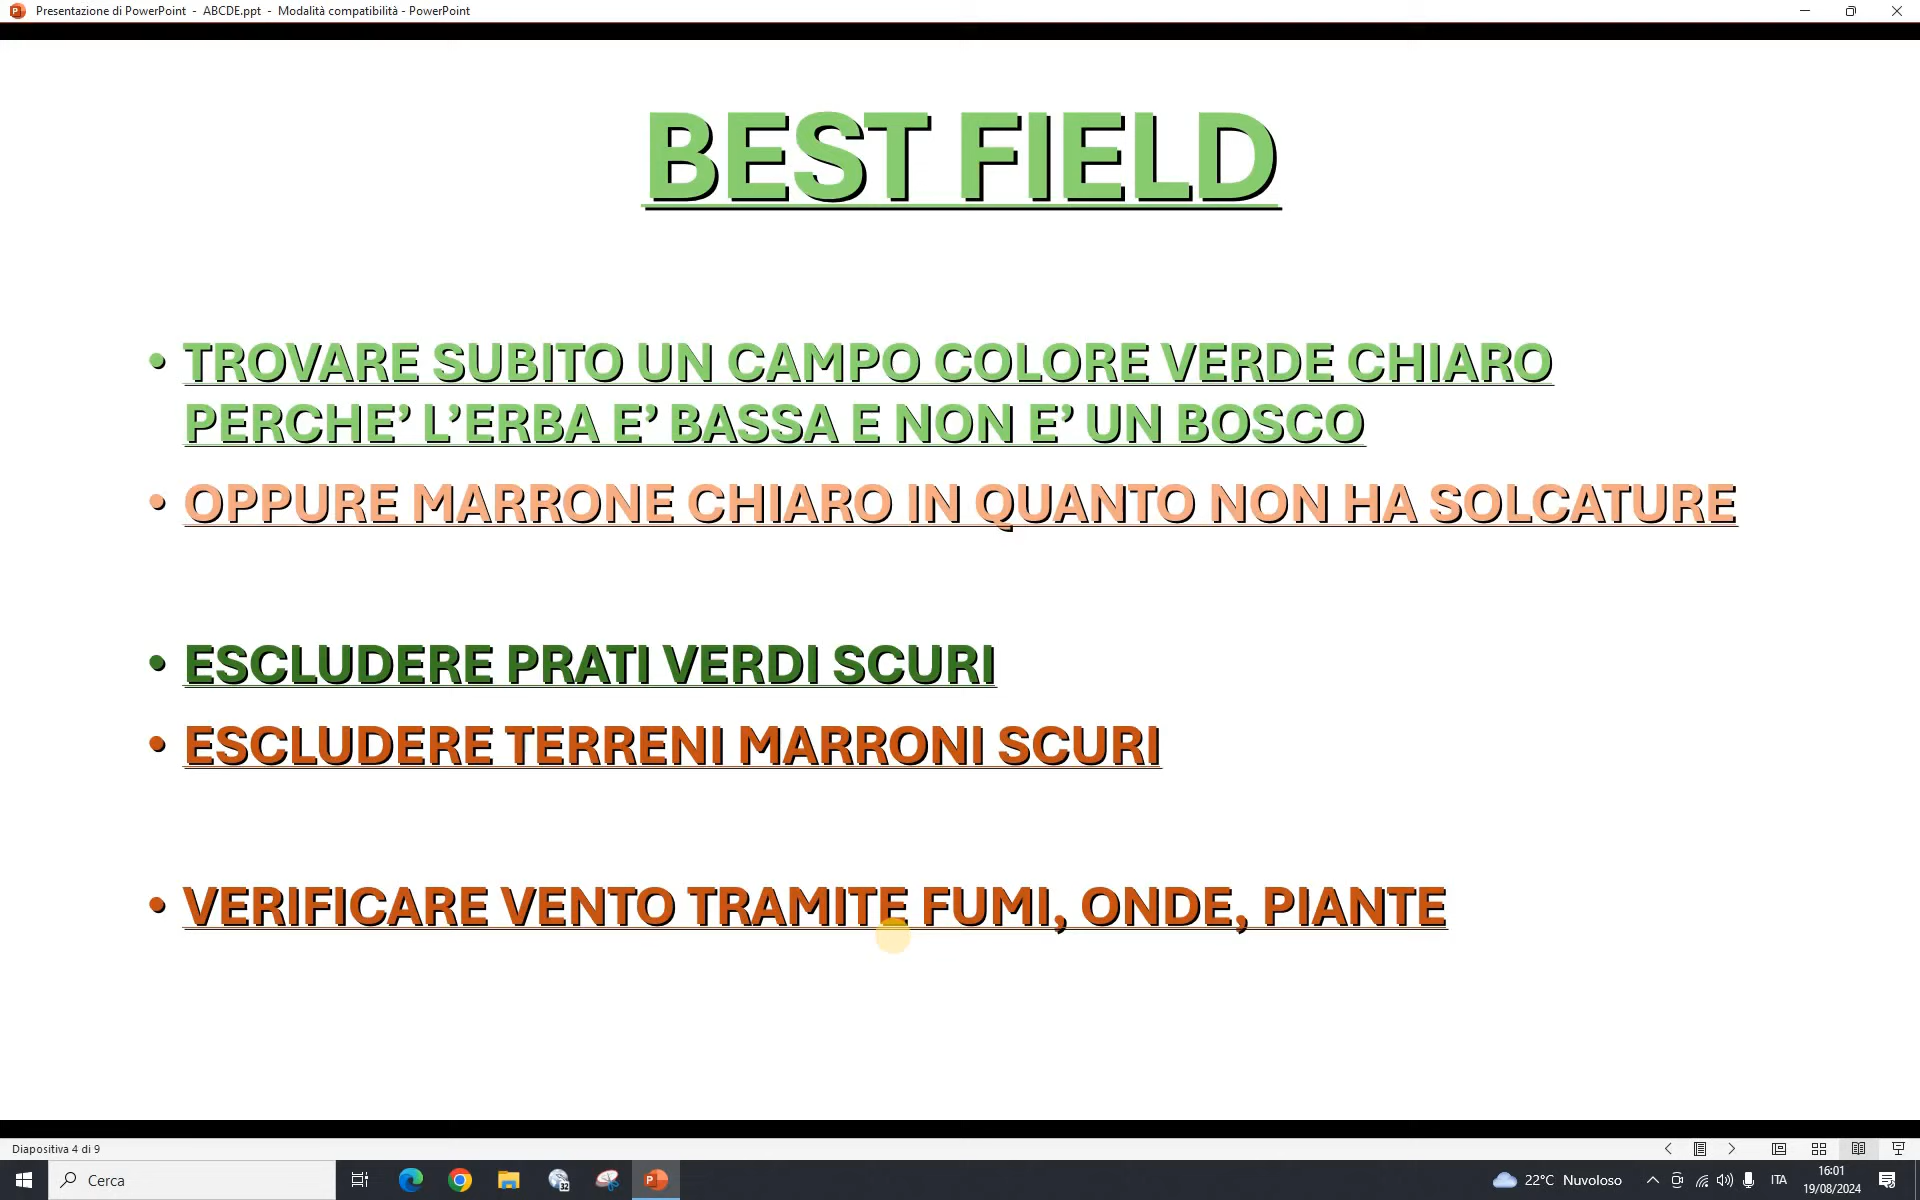 Presentazione di PowerPoint - ABCDE.ppt - Modalità compatibilità - PowerPoint
BEST FIELD
• TROVARE SUBITO UN CAMPO COLORE VERDE CHIARO
PERCHE’ L’ERBA E’ BASSA E NON E’ UN BOSCO
• OPPURE MARRONE CHIARO IN QUANTO NON HA SOLCATURE
• ESCLUDERE PRATI VERDI SCURI
• ESCLUDERE TERRENI MARRONI SCURI
• VERIFICARE VENTO TRAMITE FUMI, ONDE, PIANTE
Diapositiva 4 di 9
Cerca
32
22°C Nuvoloso
ITA
16:01
19/08/2024